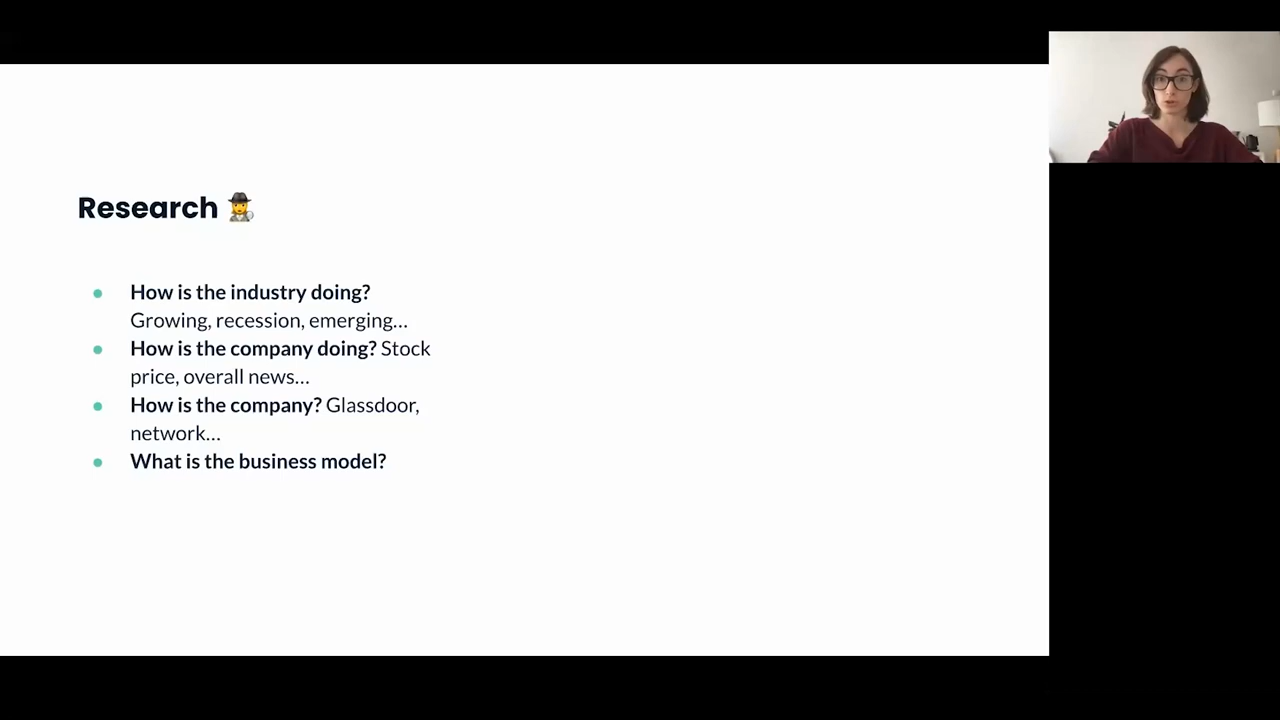 Research 🕵️‍♀️
● How is the industry doing?
Growing, recession, emerging…
● How is the company doing? Stock
price, overall news…
● How is the company? Glassdoor,
network…
● What is the business model?